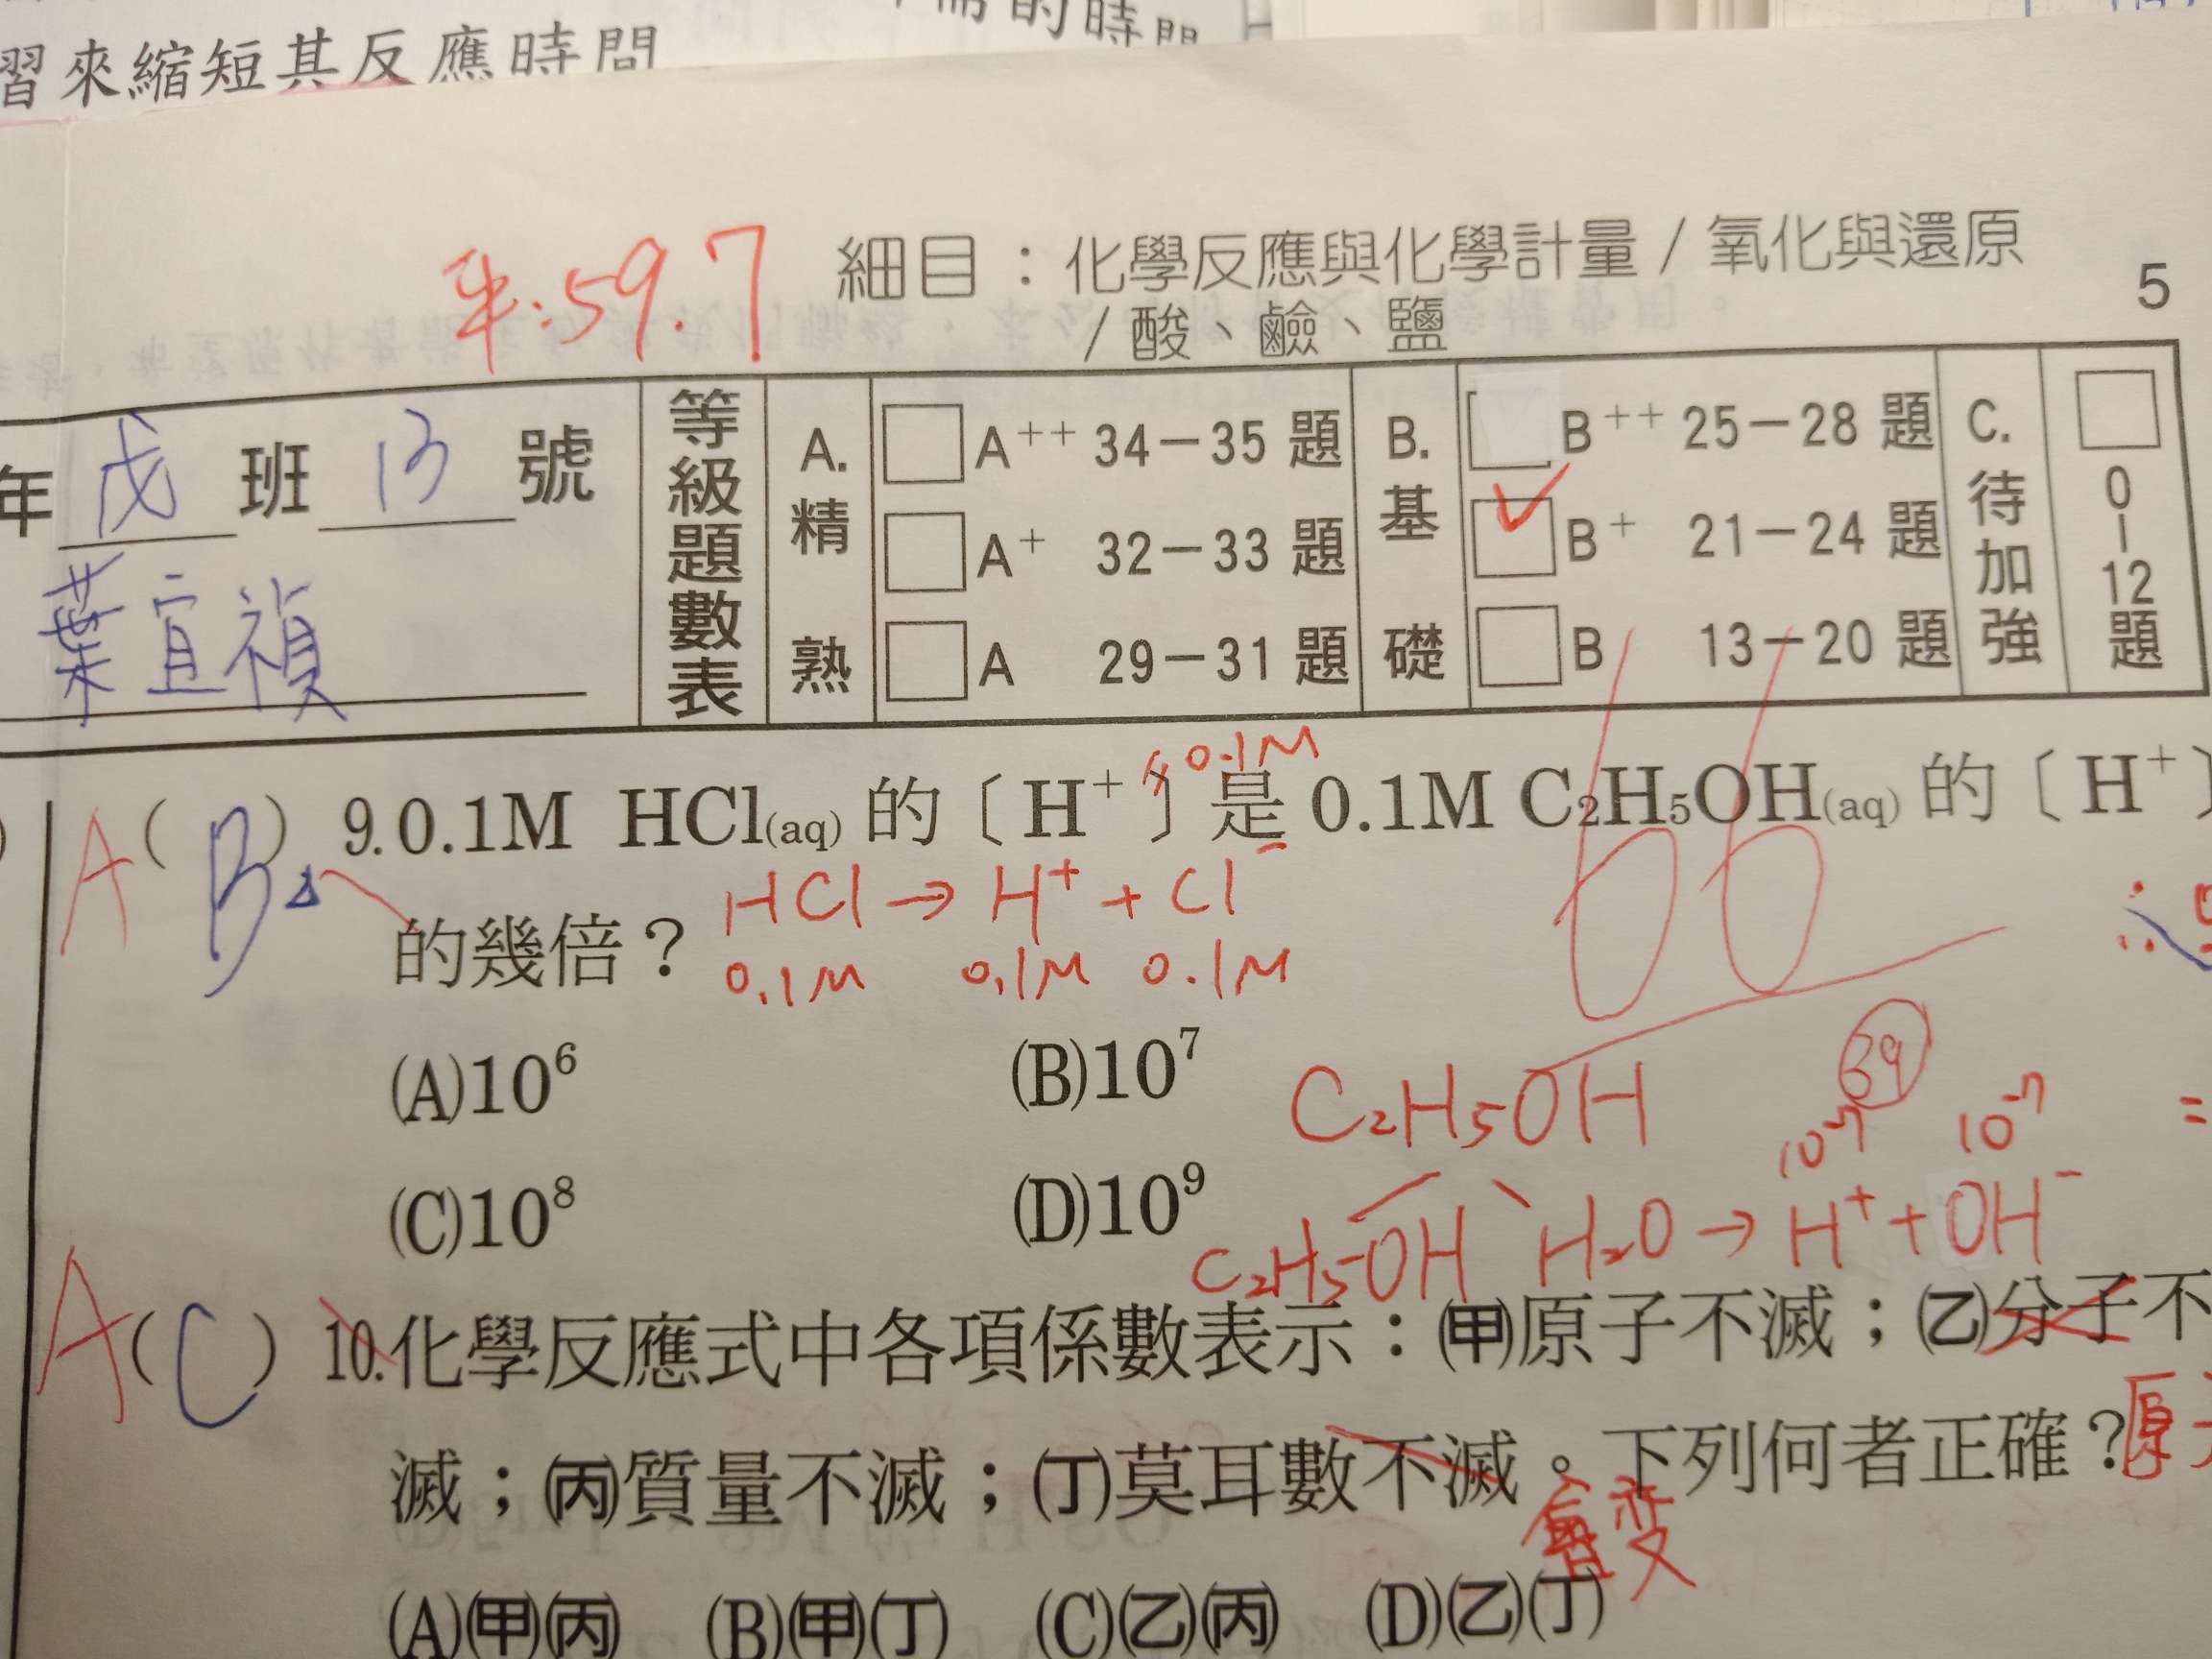 習來縮短其反應時間
的時間
平:59.7
細目：化學反應與化學計量/氧化與還原
/酸、鹼、鹽
5
年 戊 班 13 號
葉宜禎
等級題數表
A. 精熟
A++ 34－35 題
A+ 32－33 題
A 29－31 題
B. 基礎
B++ 25－28 題
✓ B+ 21－24 題
B 13－20 題
C. 待加強
0－12題
66
39
A ( B ) 9. 0.1M HCl(aq) 的〔H+〕是 0.1M C2H5OH(aq) 的〔H+〕
" 0.1M
的幾倍？
HCl → H+ + Cl-
0.1M 0.1M 0.1M
(A)10^6 (B)10^7
C2H5OH
10^-7 10^-7
(C)10^8 (D)10^9
C2H5OH H2O → H+ + OH-
A ( C ) 10. 化學反應式中各項係數表示：(甲)原子不滅；(乙)分子不
原
滅；(丙)質量不滅；(丁)莫耳數不滅。下列何者正確？
會变
(A)(甲)(丙) (B)(甲)(丁) (C)(乙)(丙) (D)(乙)(丁)